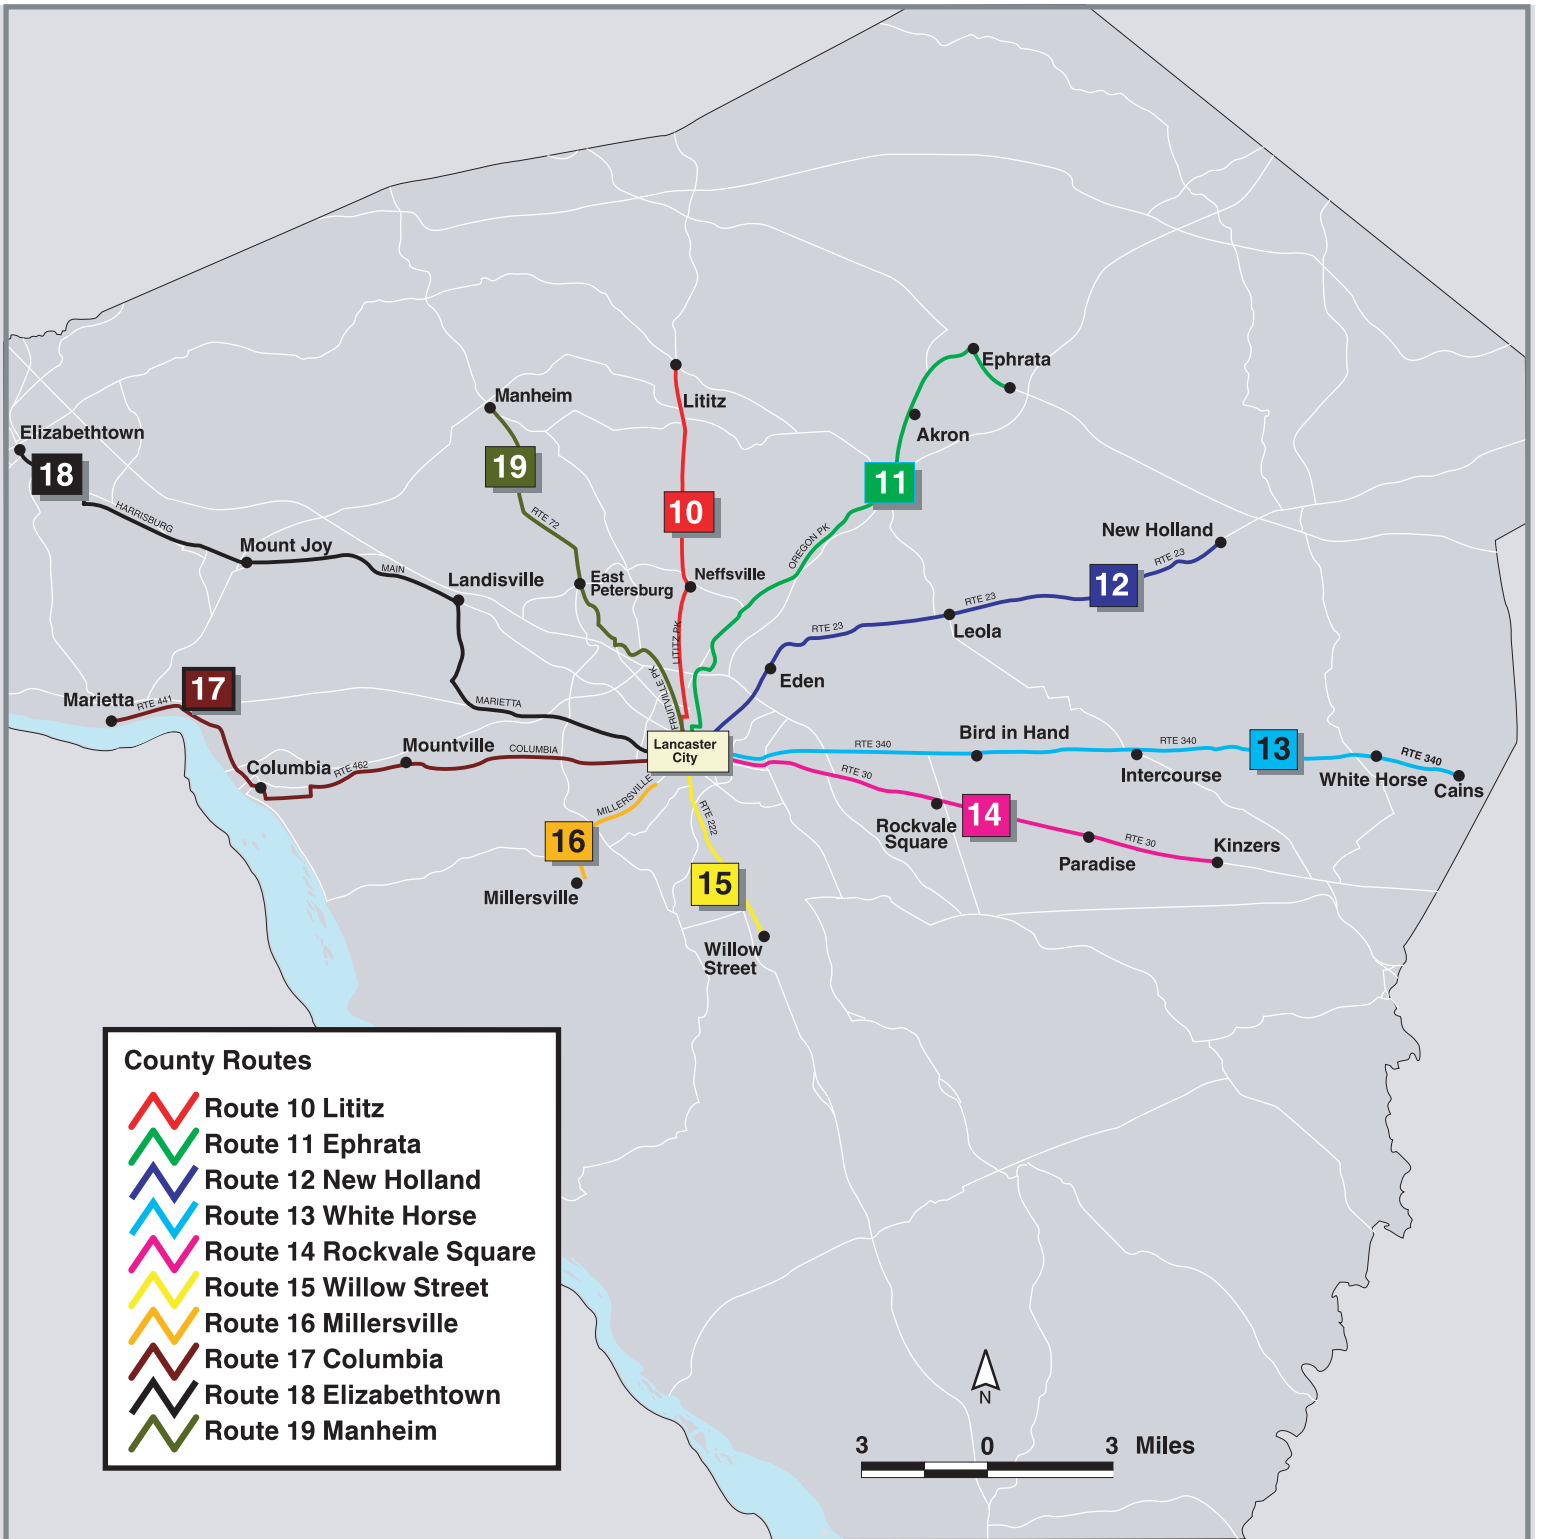 Ephrata
Lititz
Manheim
Akron
Elizabethtown
18
19
11
10
HARRISBURG
RTE 72
OREGON PK
New Holland
Mount Joy
MAIN
Landisville
East
Petersburg
Neffsville
RTE 23
12
RTE 23
RTE 23
Leola
LITITZ PK
Eden
17
Marietta
RTE 441
MARIETTA
FRUITVILLE PK
Lancaster
City
Mountville
COLUMBIA
Columbia
RTE 462
RTE 340
Bird in Hand
RTE 340
13
RTE 340
Intercourse
White Horse
Cains
RTE 30
MILLERSVILLE
RTE 222
Rockvale
Square
14
RTE 30
Paradise
Kinzers
16
15
Millersville
Willow
Street
County Routes
Route 10 Lititz
Route 11 Ephrata
Route 12 New Holland
Route 13 White Horse
Route 14 Rockvale Square
Route 15 Willow Street
Route 16 Millersville
Route 17 Columbia
Route 18 Elizabethtown
Route 19 Manheim
N
3 0 3 Miles